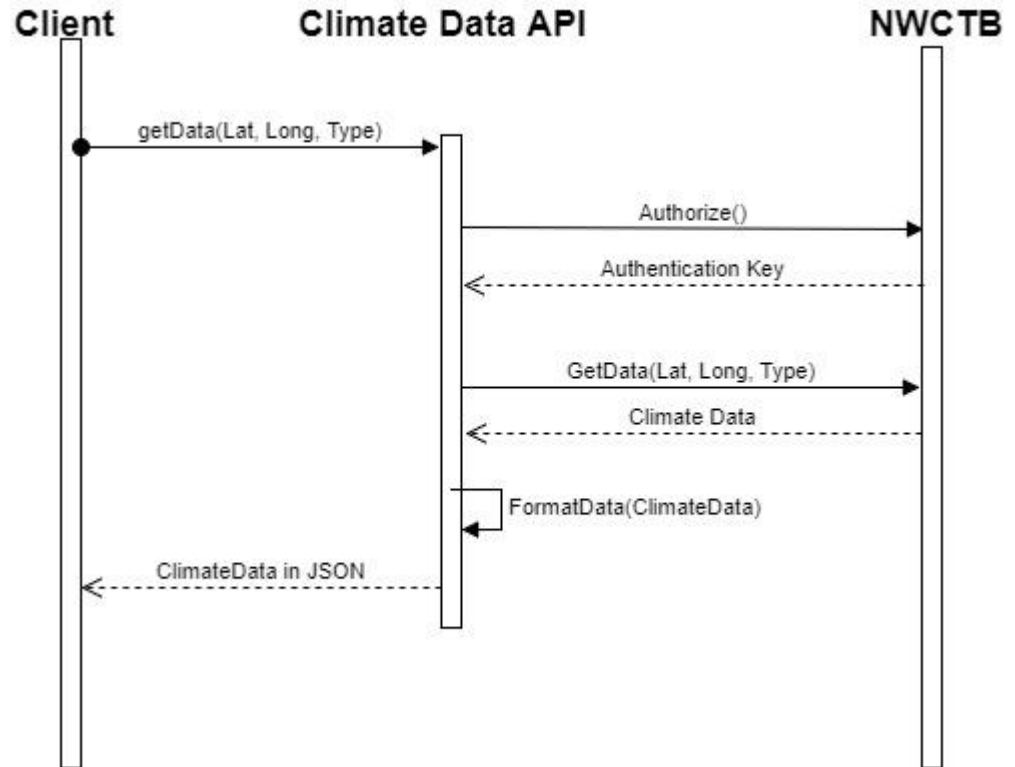 Client
Climate Data API
NWCTB
getData(Lat, Long, Type)
Authorize()
Authentication Key
GetData(Lat, Long, Type)
Climate Data
FormatData(ClimateData)
ClimateData in JSON